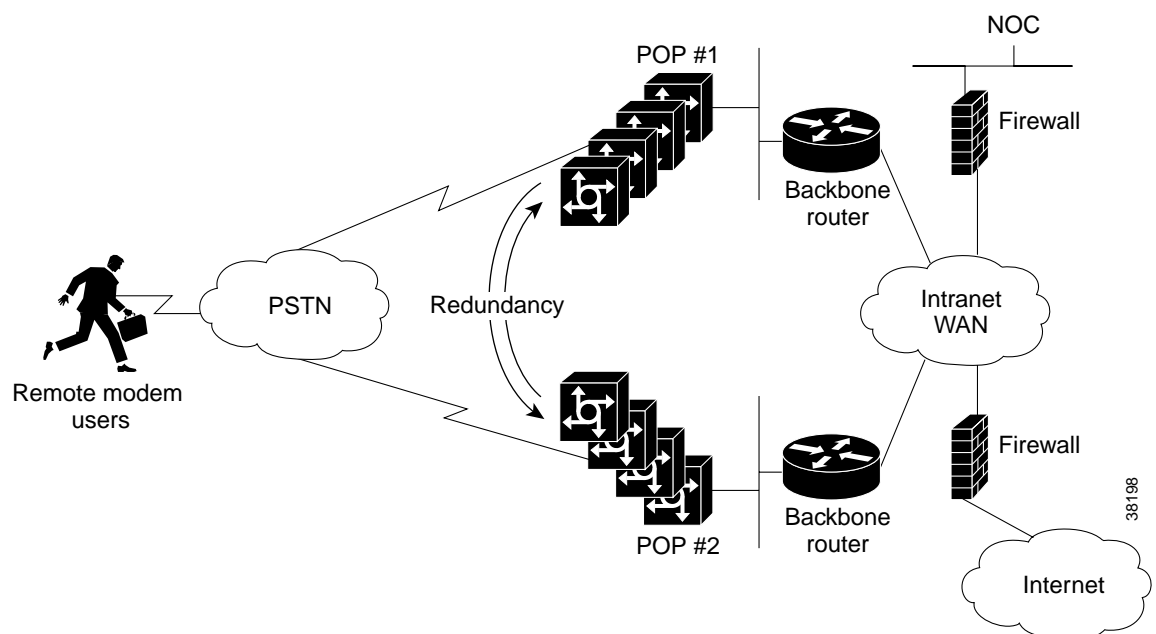 NOC
POP #1
Firewall
Backbone
router
PSTN
Redundancy
Intranet
WAN
Remote modem
users
Firewall
Backbone
router
POP #2
Internet
38198